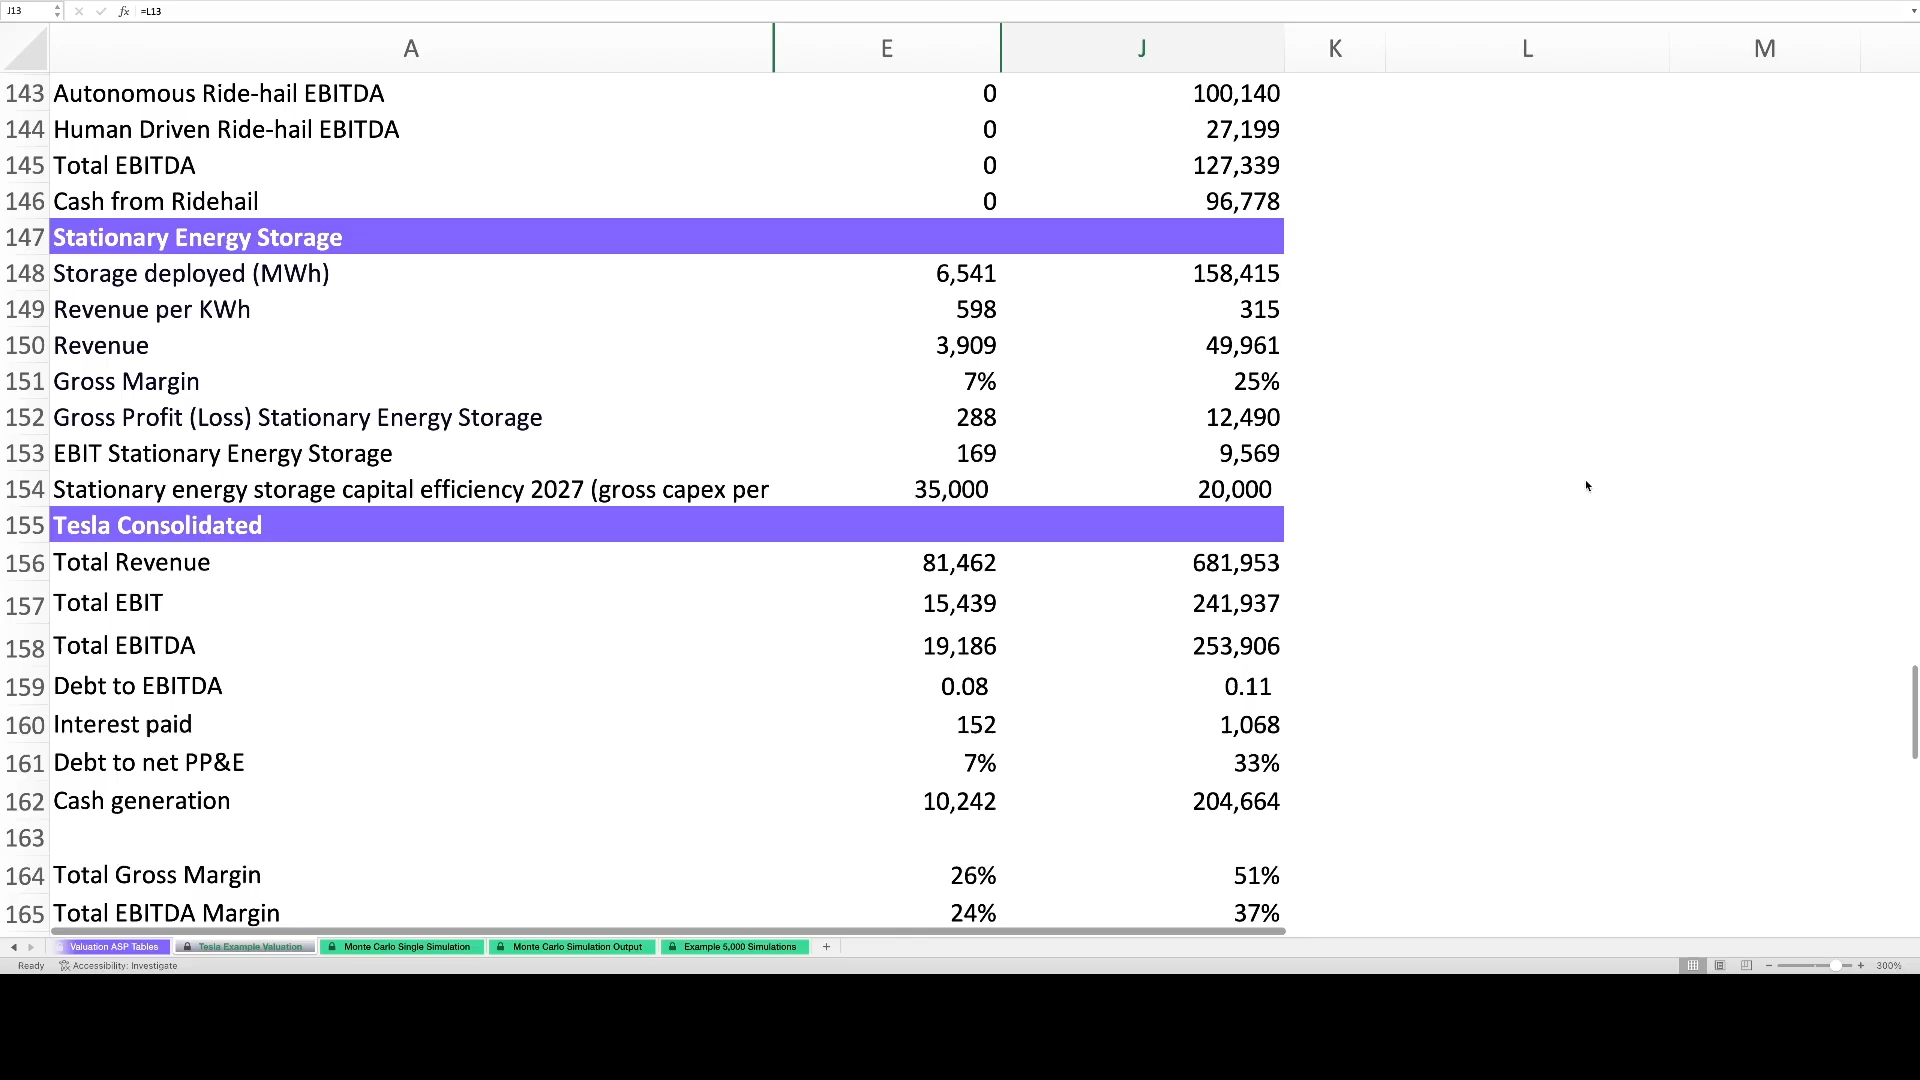 J13 fx =L13
A E J K L M
143 Autonomous Ride-hail EBITDA 0 100,140
144 Human Driven Ride-hail EBITDA 0 27,199
145 Total EBITDA 0 127,339
146 Cash from Ridehail 0 96,778
147 Stationary Energy Storage
148 Storage deployed (MWh) 6,541 158,415
149 Revenue per KWh 598 315
150 Revenue 3,909 49,961
151 Gross Margin 7% 25%
152 Gross Profit (Loss) Stationary Energy Storage 288 12,490
153 EBIT Stationary Energy Storage 169 9,569
154 Stationary energy storage capital efficiency 2027 (gross capex per 35,000 20,000
155 Tesla Consolidated
156 Total Revenue 81,462 681,953
157 Total EBIT 15,439 241,937
158 Total EBITDA 19,186 253,906
159 Debt to EBITDA 0.08 0.11
160 Interest paid 152 1,068
161 Debt to net PP&E 7% 33%
162 Cash generation 10,242 204,664
163
164 Total Gross Margin 26% 51%
165 Total EBITDA Margin 24% 37%
Valuation ASP Tables Tesla Example Valuation Monte Carlo Single Simulation Monte Carlo Simulation Output Example 5,000 Simulations +
Ready Accessibility: Investigate − + 300%